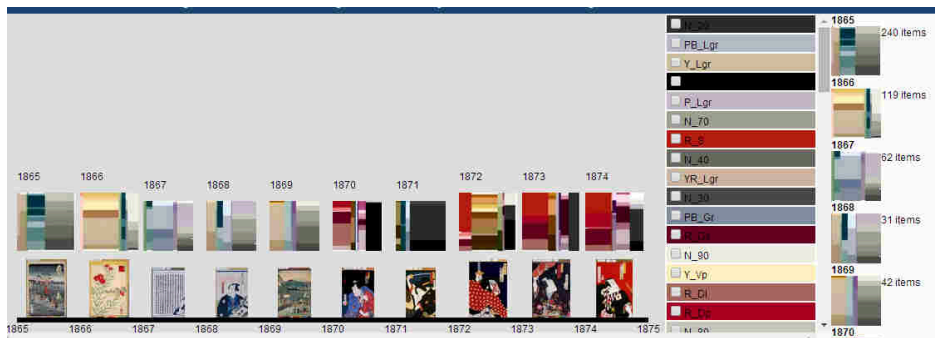 1865
1866
1867
1868
1869
1870
1871
1872
1873
1874
1865
1866
1867
1868
1869
1870
1871
1872
1873
1874
1875
N_20
PB_Lgr
Y_Lgr
P_Lgr
N_70
R_S
N_40
YR_Lgr
N_30
PB_Gr
N_90
Y_Vp
R_Dl
R_Dp
N_80
1865
240 items
1866
119 items
1867
62 items
1868
31 items
1869
42 items
1870